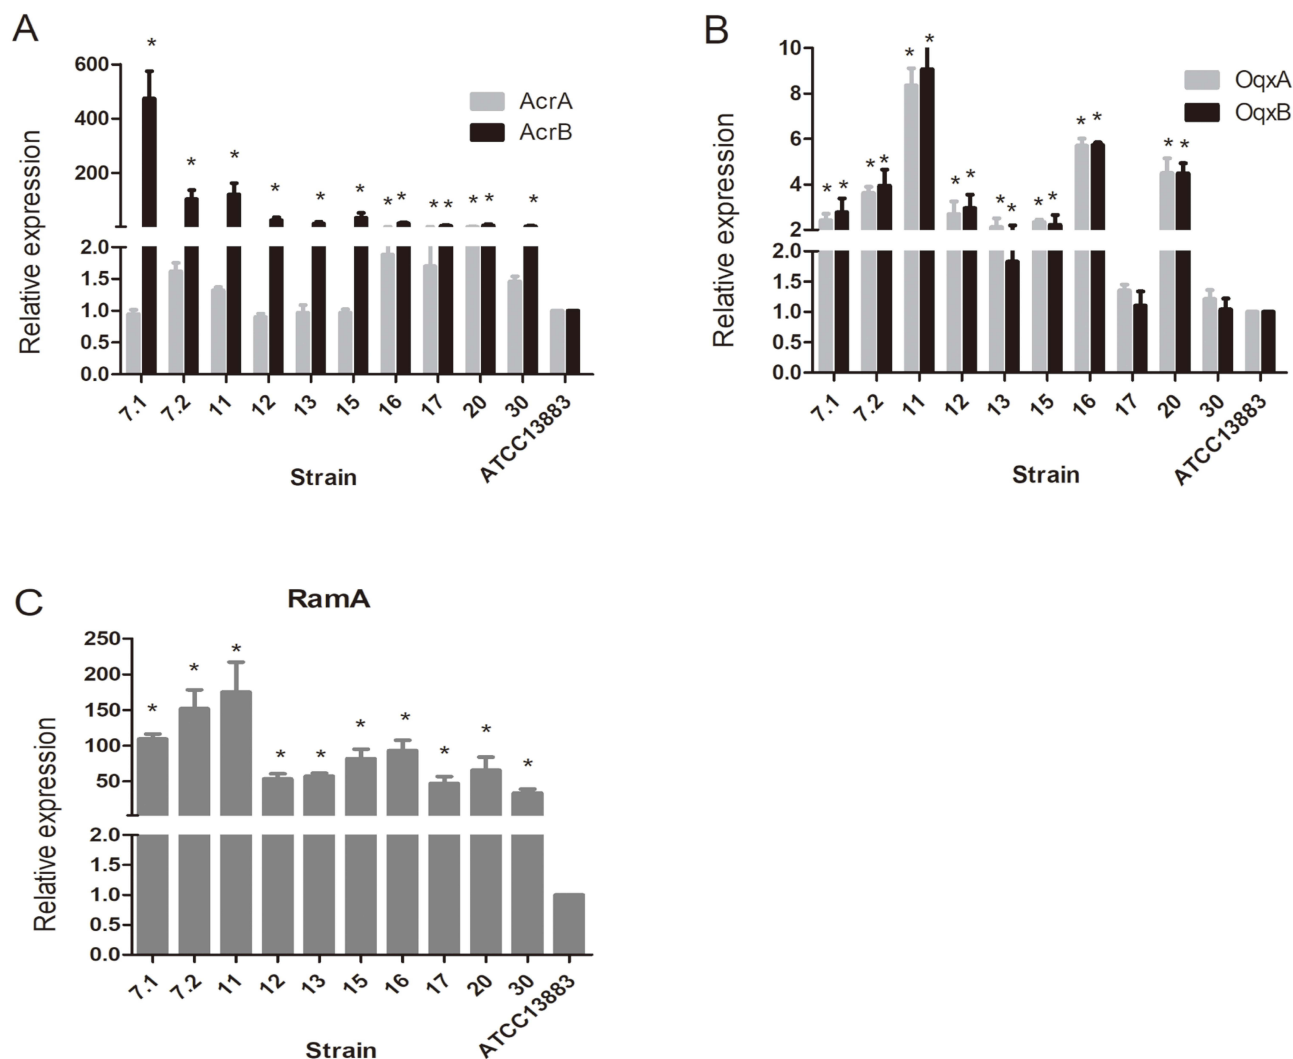 A
Relative expression
600
400
200
2.0
1.5
1.0
0.5
0.0
* * * * * * * * * * * * *
AcrA
AcrB
7.1 7.2 11 12 13 15 16 17 20 30 ATCC13883
Strain
B
Relative expression
10
8
6
4
2
2.0
1.5
1.0
0.5
0.0
* * * * * * * * * * * * * * * *
OqxA
OqxB
7.1 7.2 11 12 13 15 16 17 20 30 ATCC13883
Strain
C
RamA
Relative expression
250
200
150
100
50
2.0
1.5
1.0
0.5
0.0
* * * * * * * * * *
7.1 7.2 11 12 13 15 16 17 20 30 ATCC13883
Strain